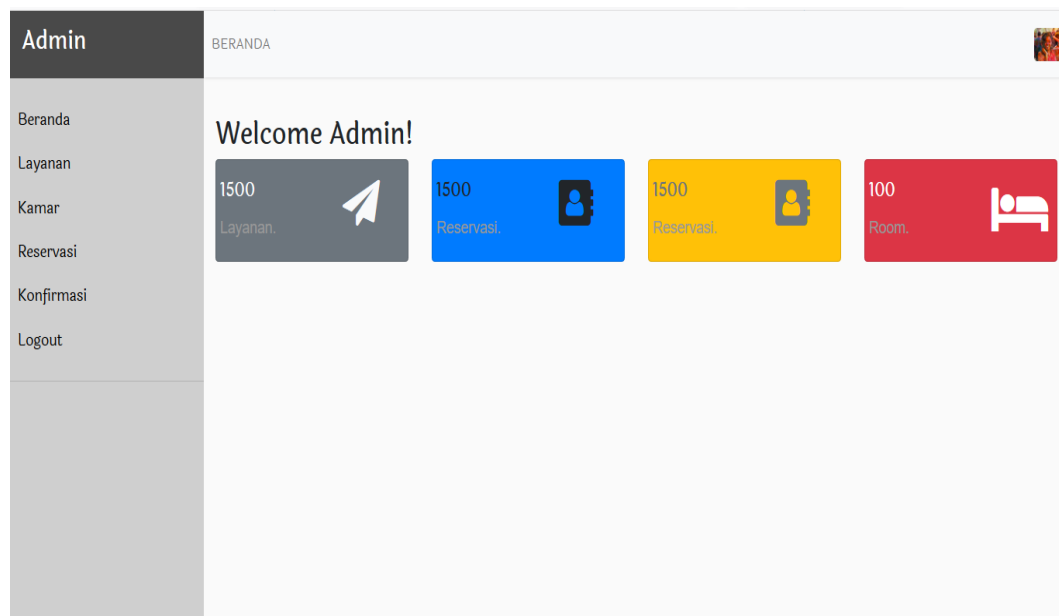 Admin
BERANDA
Beranda
Layanan
Kamar
Reservasi
Konfirmasi
Logout
Welcome Admin!
1500
Layanan.
1500
Reservasi.
1500
Reservasi.
100
Room.